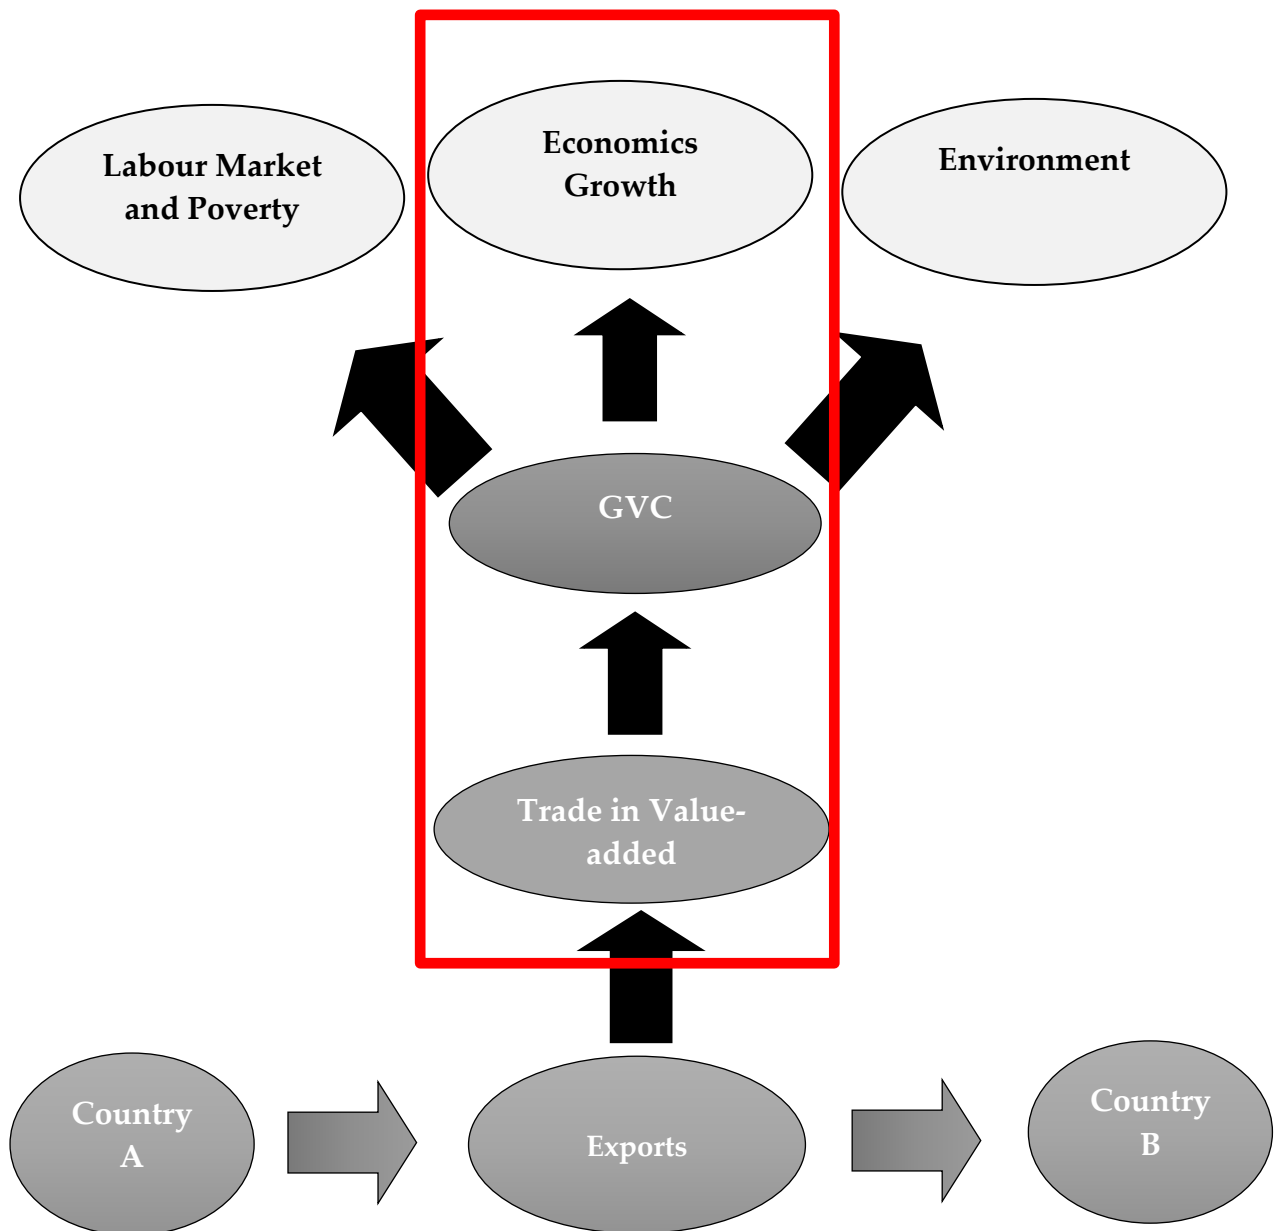 Labour Market
and Poverty
Economics
Growth
Environment
GVC
Trade in Value-
added
Country
A
Exports
Country
B